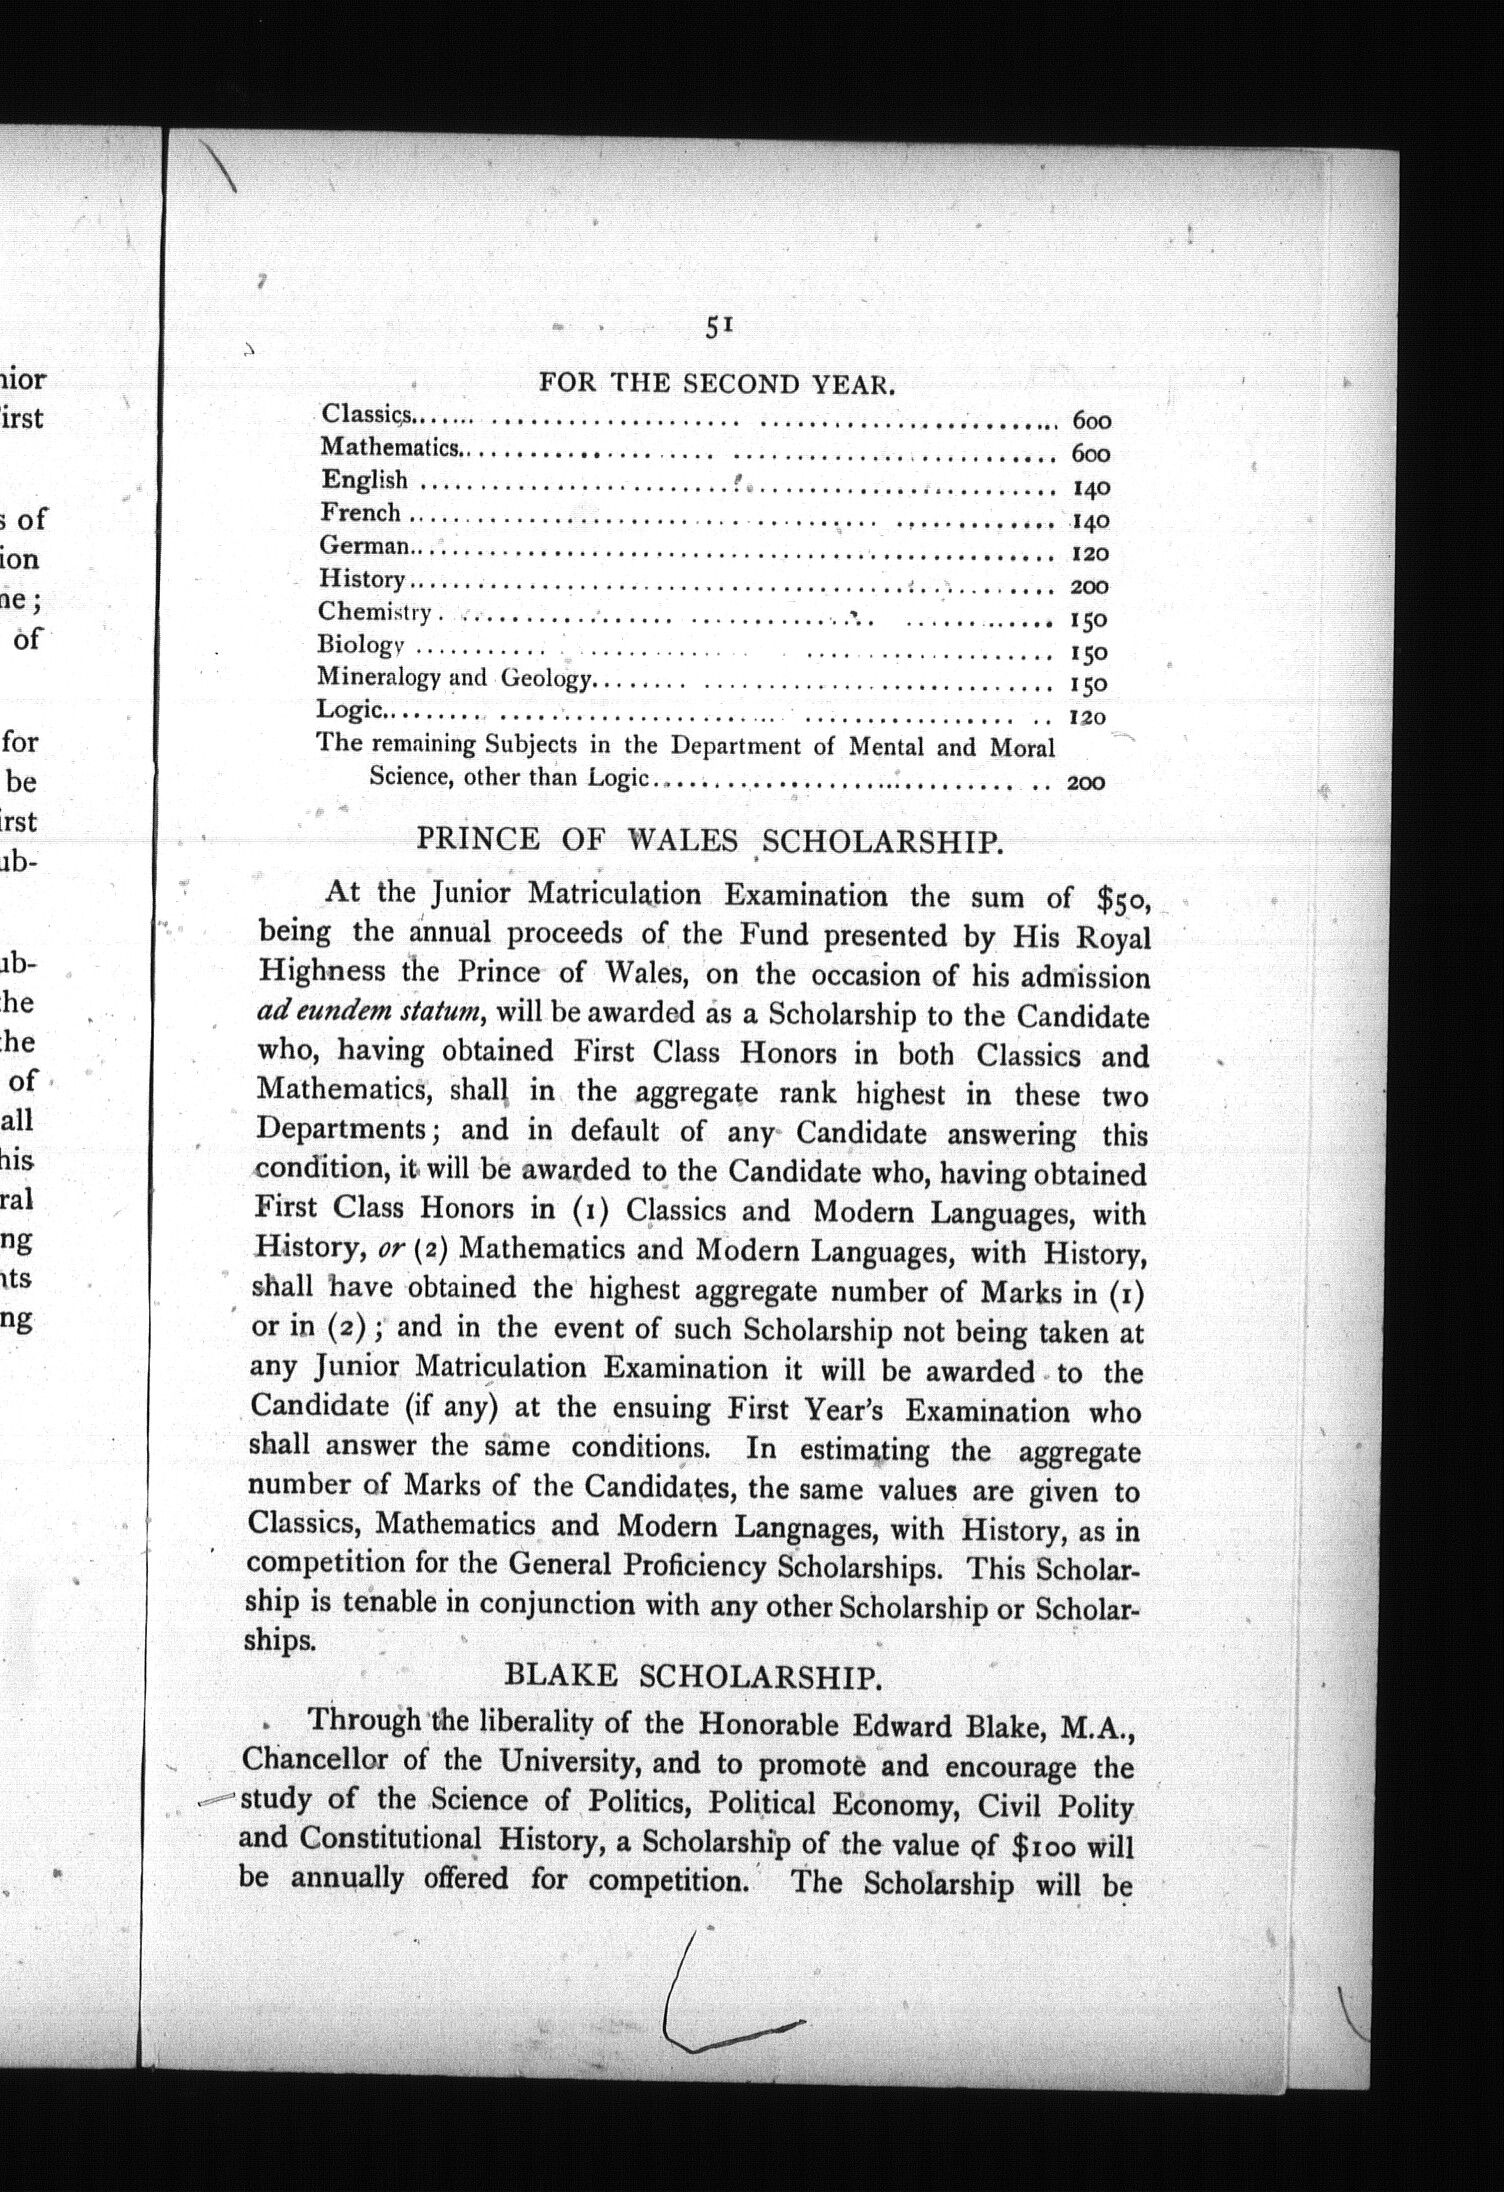 51
FOR THE SECOND YEAR.
Classics........ .................... ........................ 600
Mathematics..................... ......................... 600
English .................................................. 140
French .................................... ............ 140
German.................................................. 120
History.................................................. 200
Chemistry. .................. ............... ............ 150
Biology ........... ............. .................... 150
Mineralogy and Geology........ ............................ 150
Logic......... ...................... ................... .. 120
The remaining Subjects in the Department of Mental and Moral
Science, other than Logic.............................. .. 200
PRINCE OF WALES SCHOLARSHIP.
At the Junior Matriculation Examination the sum of $50,
being the annual proceeds of the Fund presented by His Royal
Highness the Prince of Wales, on the occasion of his admission
ad eundem statum, will be awarded as a Scholarship to the Candidate
who, having obtained First Class Honors in both Classics and
Mathematics, shall in the aggregate rank highest in these two
Departments; and in default of any Candidate answering this
condition, it will be awarded to the Candidate who, having obtained
First Class Honors in (1) Classics and Modern Languages, with
History, or (2) Mathematics and Modern Languages, with History,
shall have obtained the highest aggregate number of Marks in (1)
or in (2); and in the event of such Scholarship not being taken at
any Junior Matriculation Examination it will be awarded to the
Candidate (if any) at the ensuing First Year's Examination who
shall answer the same conditions. In estimating the aggregate
number of Marks of the Candidates, the same values are given to
Classics, Mathematics and Modern Langnages, with History, as in
competition for the General Proficiency Scholarships. This Scholar-
ship is tenable in conjunction with any other Scholarship or Scholar-
ships.
BLAKE SCHOLARSHIP.
Through the liberality of the Honorable Edward Blake, M.A.,
Chancellor of the University, and to promote and encourage the
study of the Science of Politics, Political Economy, Civil Polity
and Constitutional History, a Scholarship of the value of $100 will
be annually offered for competition. The Scholarship will be